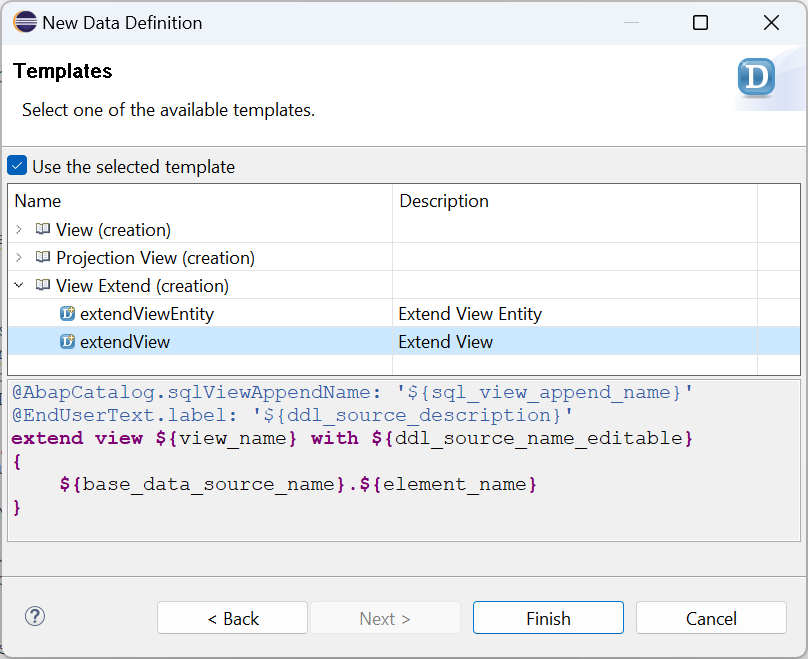 New Data Definition
Templates
D
Select one of the available templates.
Use the selected template
Name Description
View (creation)
Projection View (creation)
View Extend (creation)
D extendViewEntity Extend View Entity
D extendView Extend View
@AbapCatalog.sqlViewAppendName: '${sql_view_append_name}'
@EndUserText.label: '${ddl_source_description}'
extend view ${view_name} with ${ddl_source_name_editable}
{
${base_data_source_name}.${element_name}
}
? < Back Next > Finish Cancel